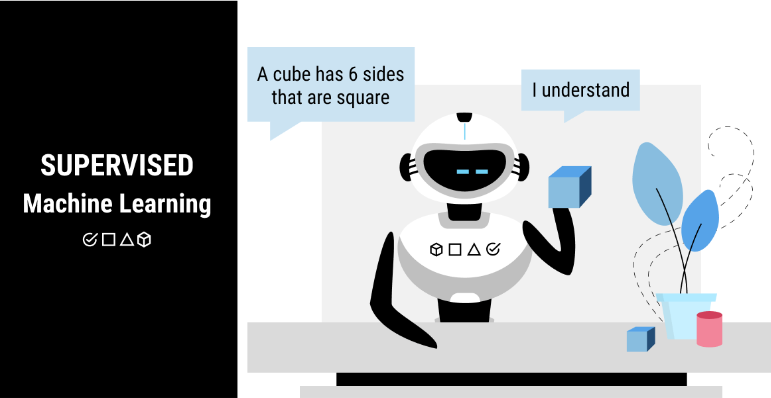 SUPERVISED
Machine Learning
A cube has 6 sides
that are square
I understand